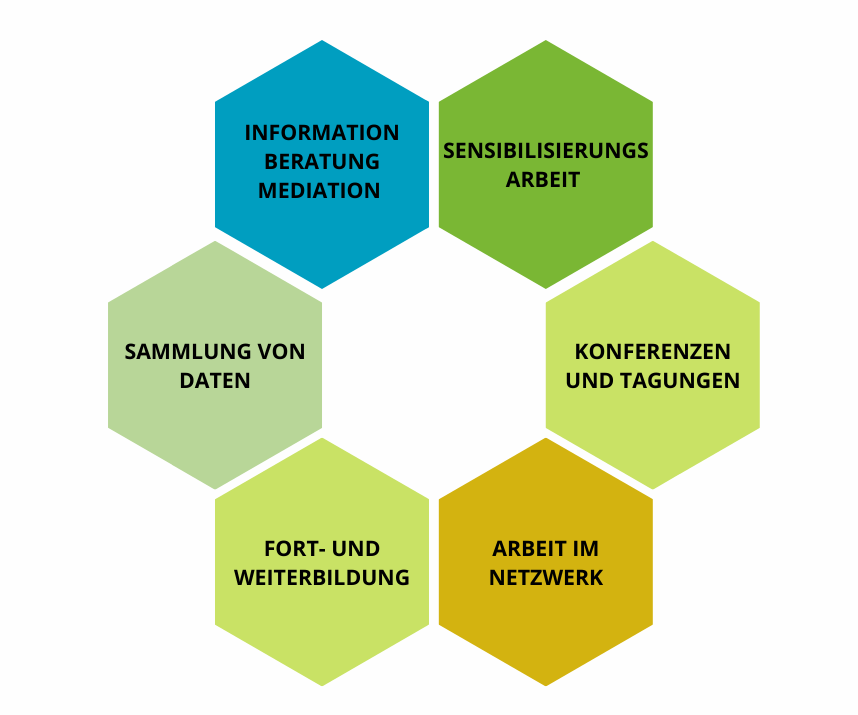 INFORMATION
BERATUNG
MEDIATION
SENSIBILISIERUNGS
ARBEIT
SAMMLUNG VON
DATEN
KONFERENZEN
UND TAGUNGEN
FORT- UND
WEITERBILDUNG
ARBEIT IM
NETZWERK